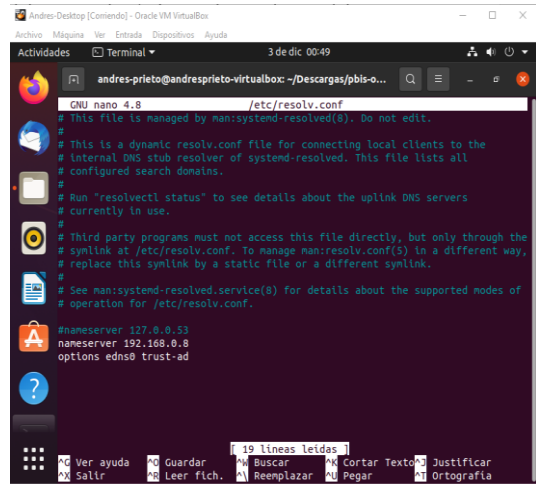 Andres-Desktop [Corriendo] - Oracle VM VirtualBox
Archivo Máquina Ver Entrada Dispositivos Ayuda
Actividades Terminal 3 de dic 00:49
andres-prieto@andresprieto-virtualbox: ~/Descargas/pbis-o...
GNU nano 4.8 /etc/resolv.conf
# This file is managed by man:systemd-resolved(8). Do not edit.
#
# This is a dynamic resolv.conf file for connecting local clients to the
# internal DNS stub resolver of systemd-resolved. This file lists all
# configured search domains.
#
# Run "resolvectl status" to see details about the uplink DNS servers
# currently in use.
#
# Third party programs must not access this file directly, but only through the
# symlink at /etc/resolv.conf. To manage man:resolv.conf(5) in a different way,
# replace this symlink by a static file or a different symlink.
#
# See man:systemd-resolved.service(8) for details about the supported modes of
# operation for /etc/resolv.conf.
#nameserver 127.0.0.53
nameserver 192.168.0.8
options edns0 trust-ad
[ 19 líneas leídas ]
^G Ver ayuda ^O Guardar ^W Buscar ^K Cortar Texto ^J Justificar
^X Salir ^R Leer fich. ^\ Reemplazar ^U Pegar ^T Ortografía